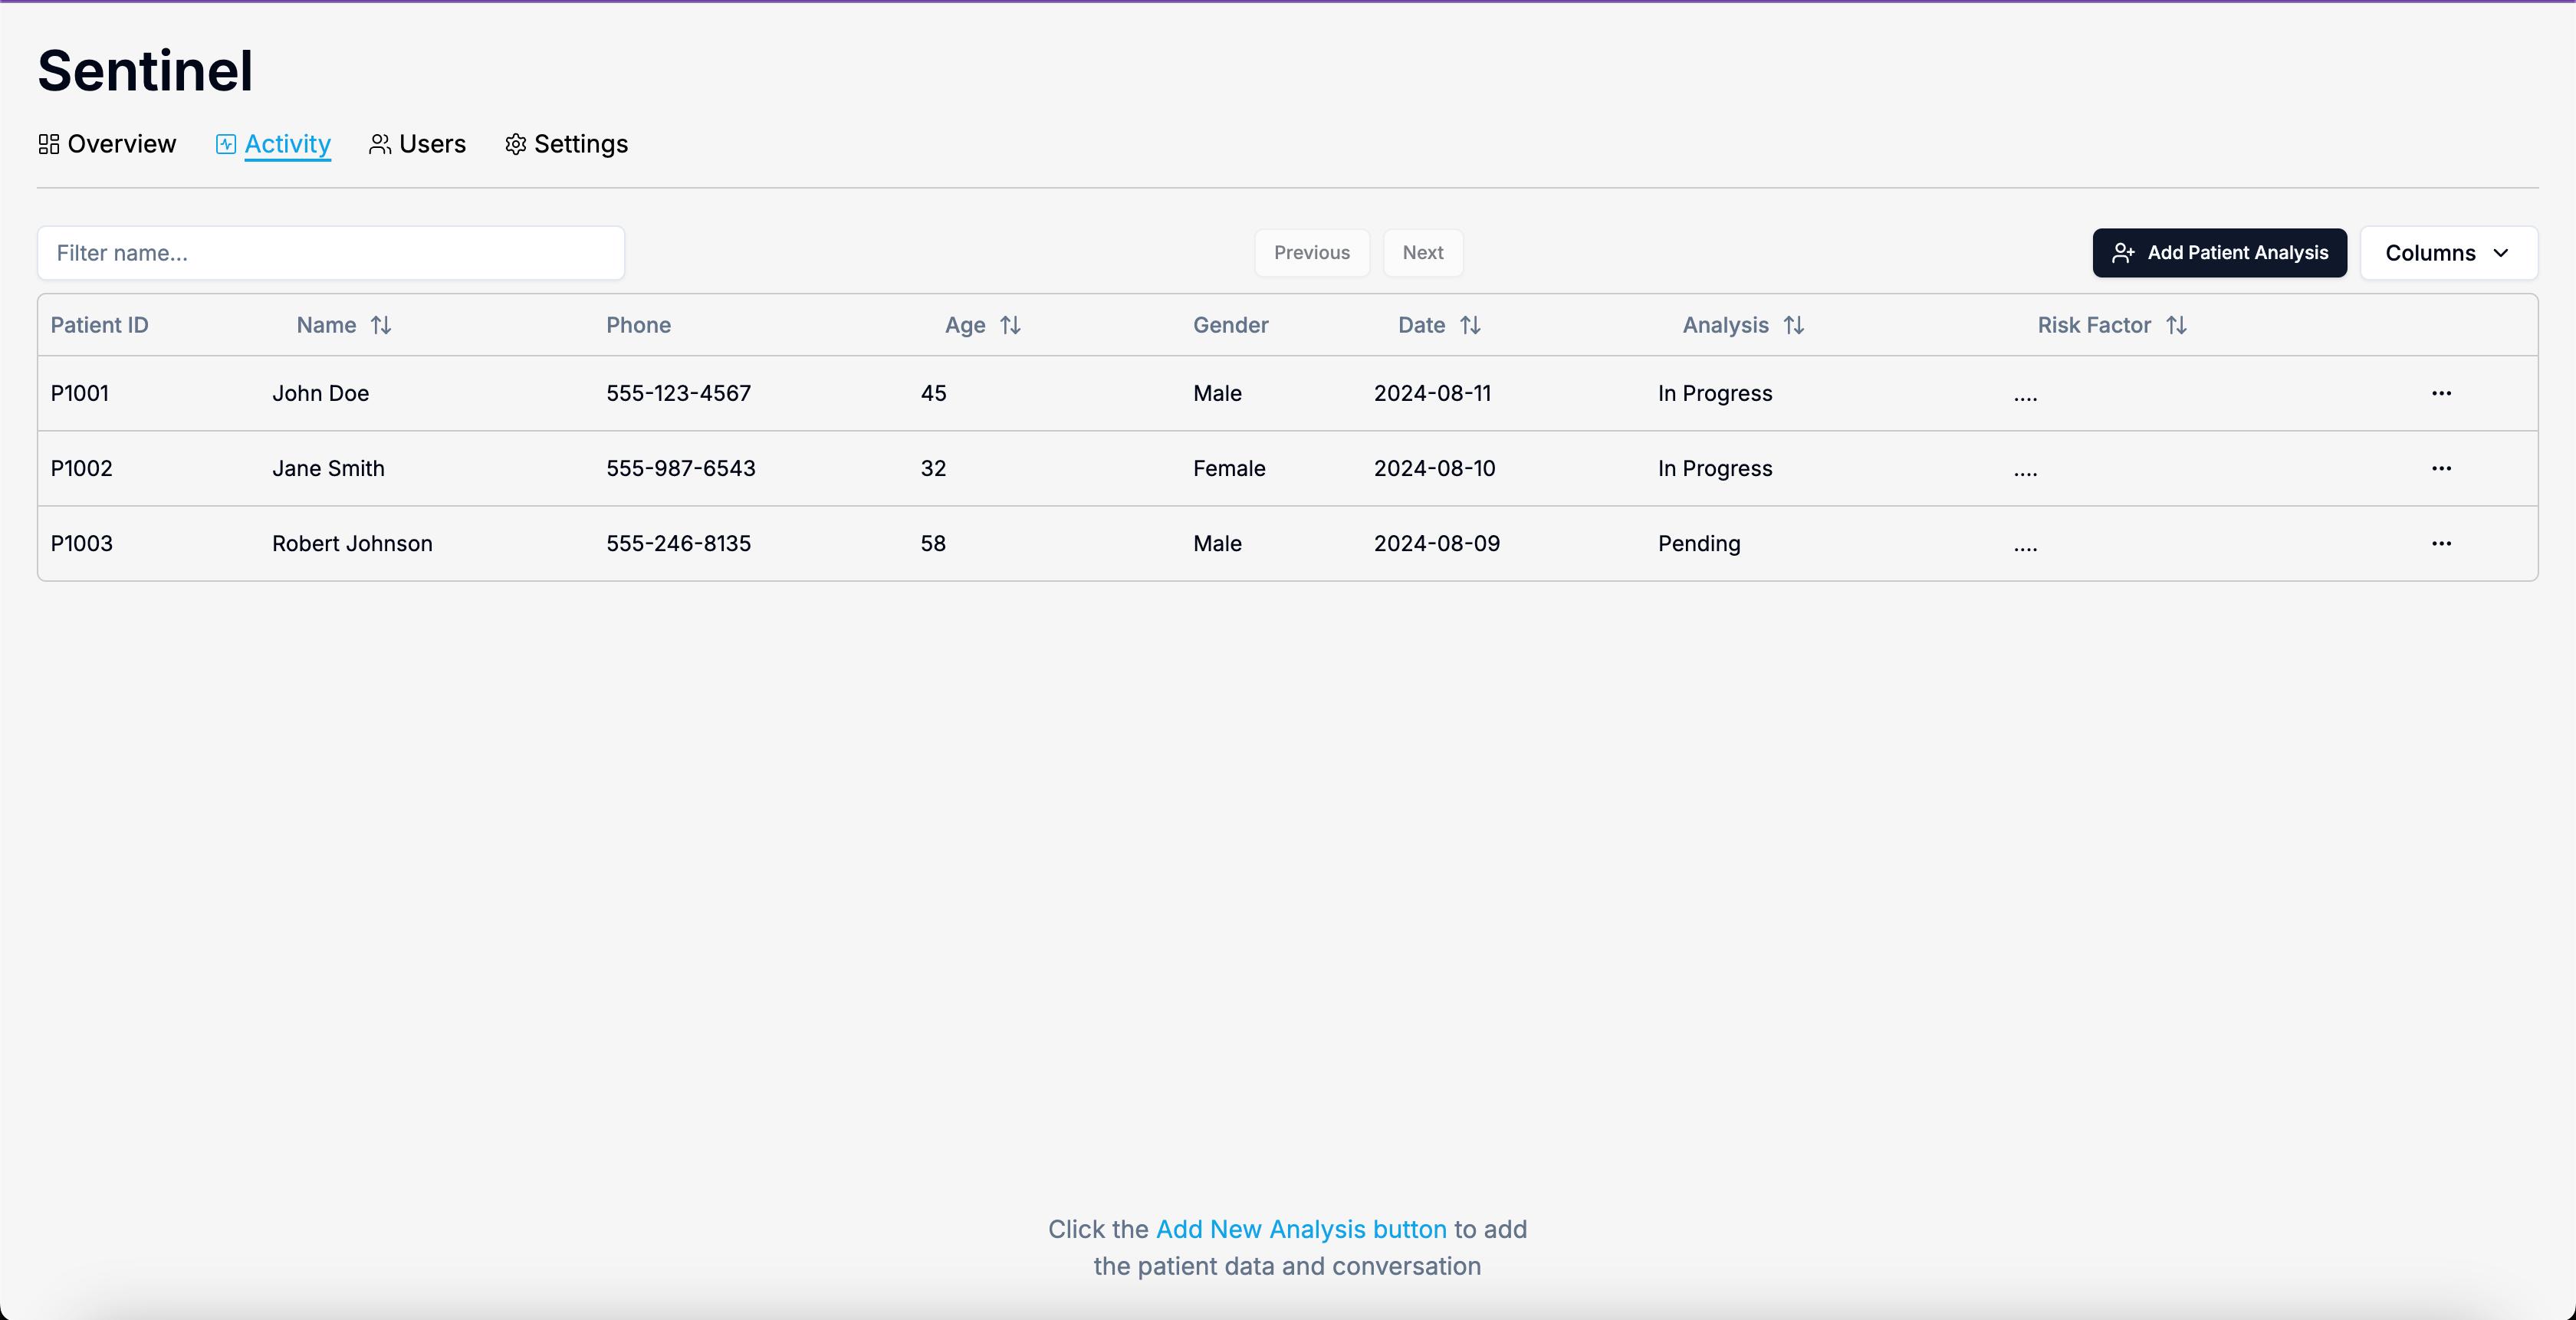 Sentinel
Overview Activity Users Settings
Filter name... Previous Next Add Patient Analysis Columns
Patient ID Name Phone Age Gender Date Analysis Risk Factor
P1001 John Doe 555-123-4567 45 Male 2024-08-11 In Progress .... ...
P1002 Jane Smith 555-987-6543 32 Female 2024-08-10 In Progress .... ...
P1003 Robert Johnson 555-246-8135 58 Male 2024-08-09 Pending .... ...
Click the Add New Analysis button to add
the patient data and conversation